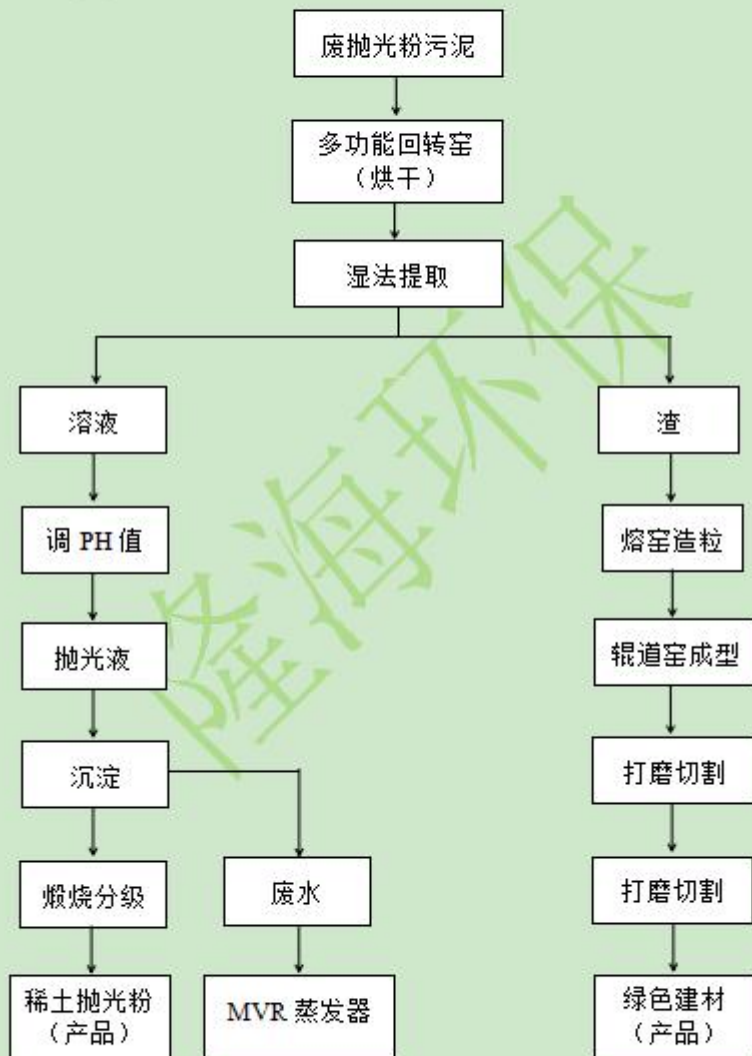 废抛光粉污泥
多功能回转窑
（烘干）
湿法提取
溶液
渣
调 PH 值
熔窑造粒
抛光液
辊道窑成型
沉淀
打磨切割
煅烧分级
废水
打磨切割
稀土抛光粉
（产品）
MVR 蒸发器
绿色建材
（产品）
隆海环保